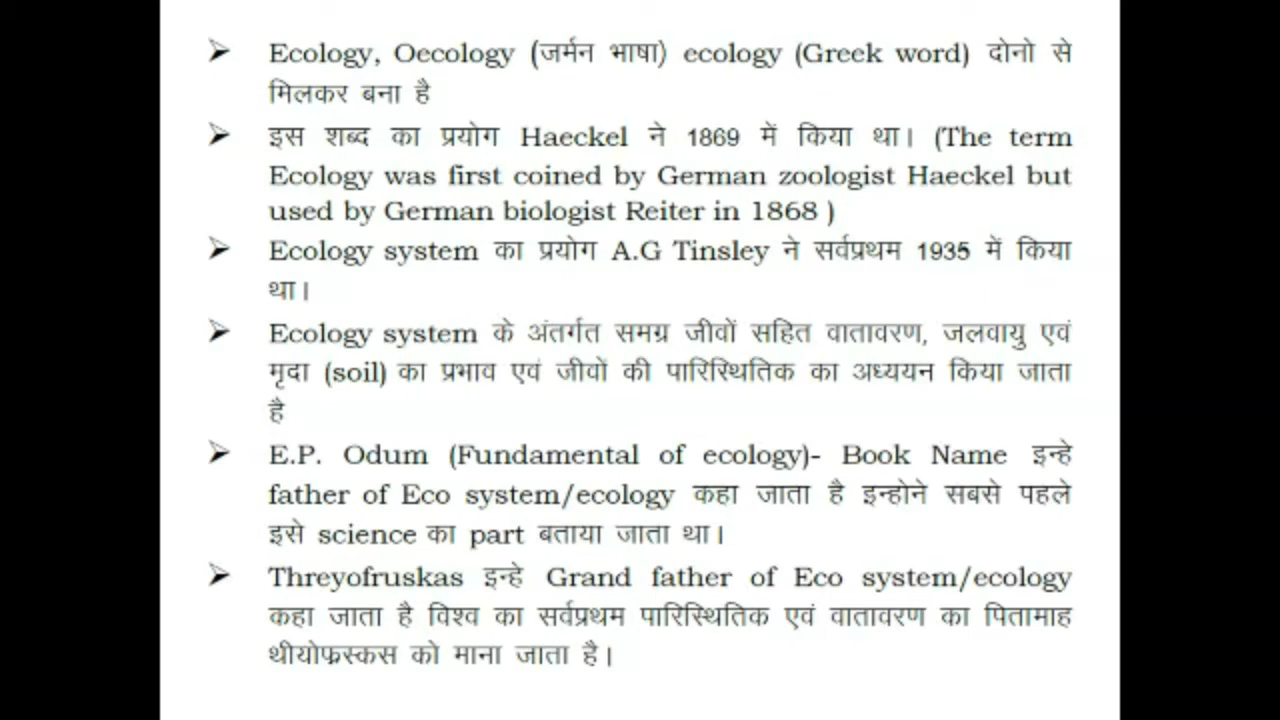 ➢ Ecology, Oecology (जर्मन भाषा) ecology (Greek word) दोनो से
मिलकर बना है
➢ इस शब्द का प्रयोग Haeckel ने 1869 में किया था। (The term
Ecology was first coined by German zoologist Haeckel but
used by German biologist Reiter in 1868 )
➢ Ecology system का प्रयोग A.G Tinsley ने सर्वप्रथम 1935 में किया
था।
➢ Ecology system के अंतर्गत समग्र जीवों सहित वातावरण, जलवायु एवं
मृदा (soil) का प्रभाव एवं जीवों की पारिस्थितिक का अध्ययन किया जाता
है
➢ E.P. Odum (Fundamental of ecology)- Book Name इन्हे
father of Eco system/ecology कहा जाता है इन्होने सबसे पहले
इसे science का part बताया जाता था।
➢ Threyofruskas इन्हे Grand father of Eco system/ecology
कहा जाता है विश्व का सर्वप्रथम पारिस्थितिक एवं वातावरण का पितामाह
थीयोफ्रस्कस को माना जाता है।